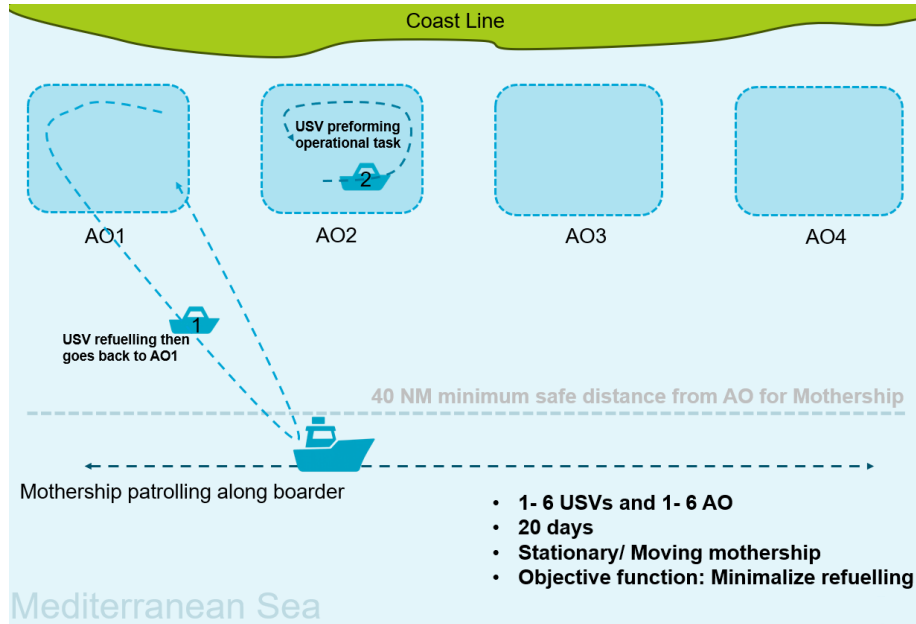 Coast Line
USV preforming
operational task
2
AO1
AO2
AO3
AO4
1
USV refuelling then
goes back to AO1
40 NM minimum safe distance from AO for Mothership
Mothership patrolling along boarder
• 1- 6 USVs and 1- 6 AO
• 20 days
• Stationary/ Moving mothership
• Objective function: Minimalize refuelling
Mediterranean Sea